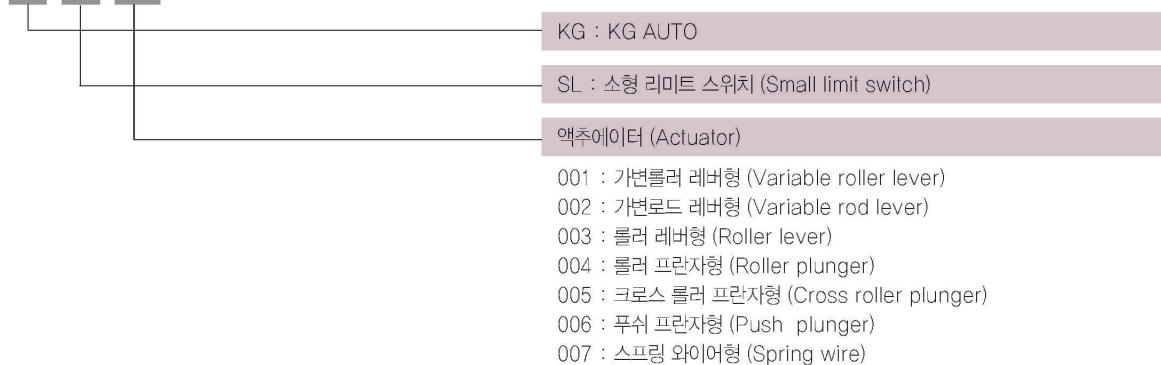 KG : KG AUTO
SL : 소형 리미트 스위치 (Small limit switch)
액추에이터 (Actuator)
001 : 가변롤러 레버형 (Variable roller lever)
002 : 가변로드 레버형 (Variable rod lever)
003 : 롤러 레버형 (Roller lever)
004 : 롤러 프란자형 (Roller plunger)
005 : 크로스 롤러 프란자형 (Cross roller plunger)
006 : 푸쉬 프란자형 (Push plunger)
007 : 스프링 와이어형 (Spring wire)